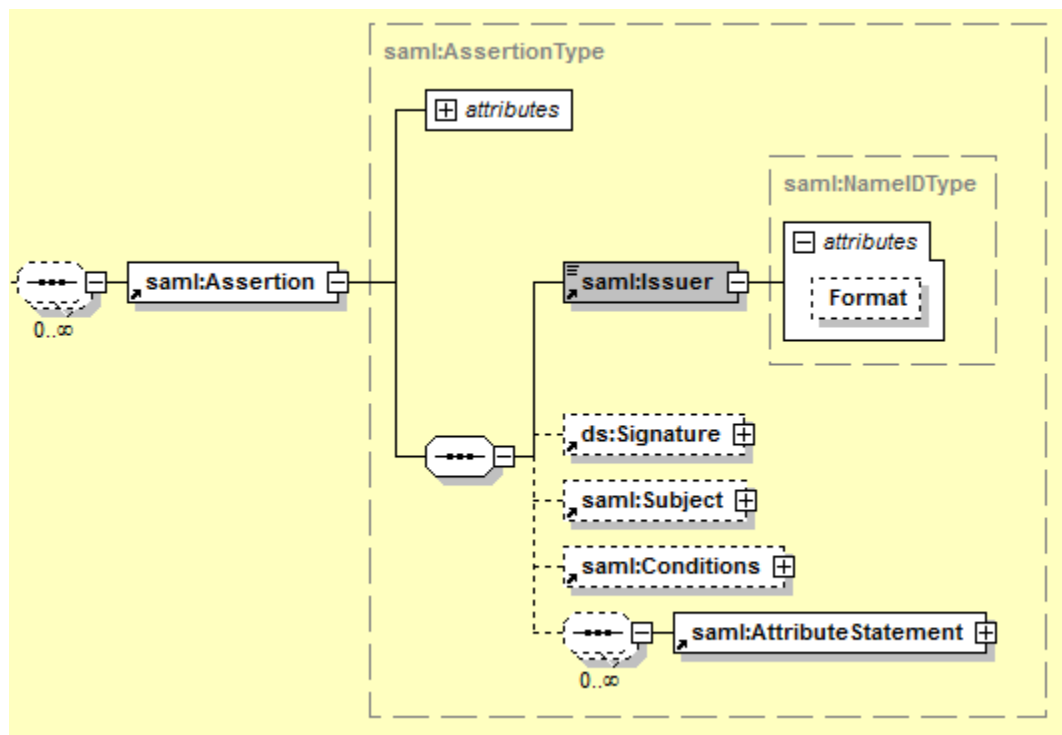 saml:AssertionType
attributes
saml:NameIDType
attributes
saml:Assertion
0..∞
saml:Issuer
Format
ds:Signature
saml:Subject
saml:Conditions
saml:AttributeStatement
0..∞